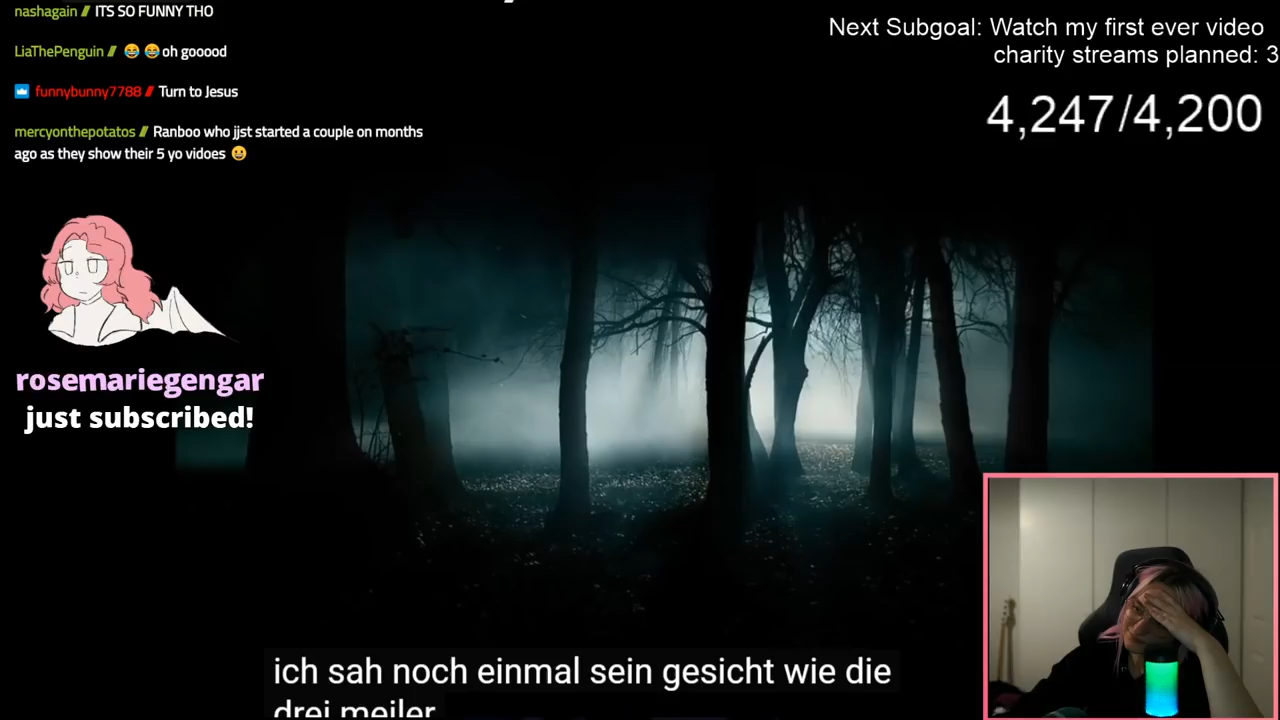 nashagain // ITS SO FUNNY THO
LiaThePenguin // 😂 😂 oh gooood
funnybunny7788 // Turn to Jesus
mercyonthepotatos // Ranboo who jjst started a couple on months
ago as they show their 5 yo vidoes 😀
Next Subgoal: Watch my first ever video
charity streams planned: 3
4,247/4,200
rosemariegengar
just subscribed!
ich sah noch einmal sein gesicht wie die
drei meiler